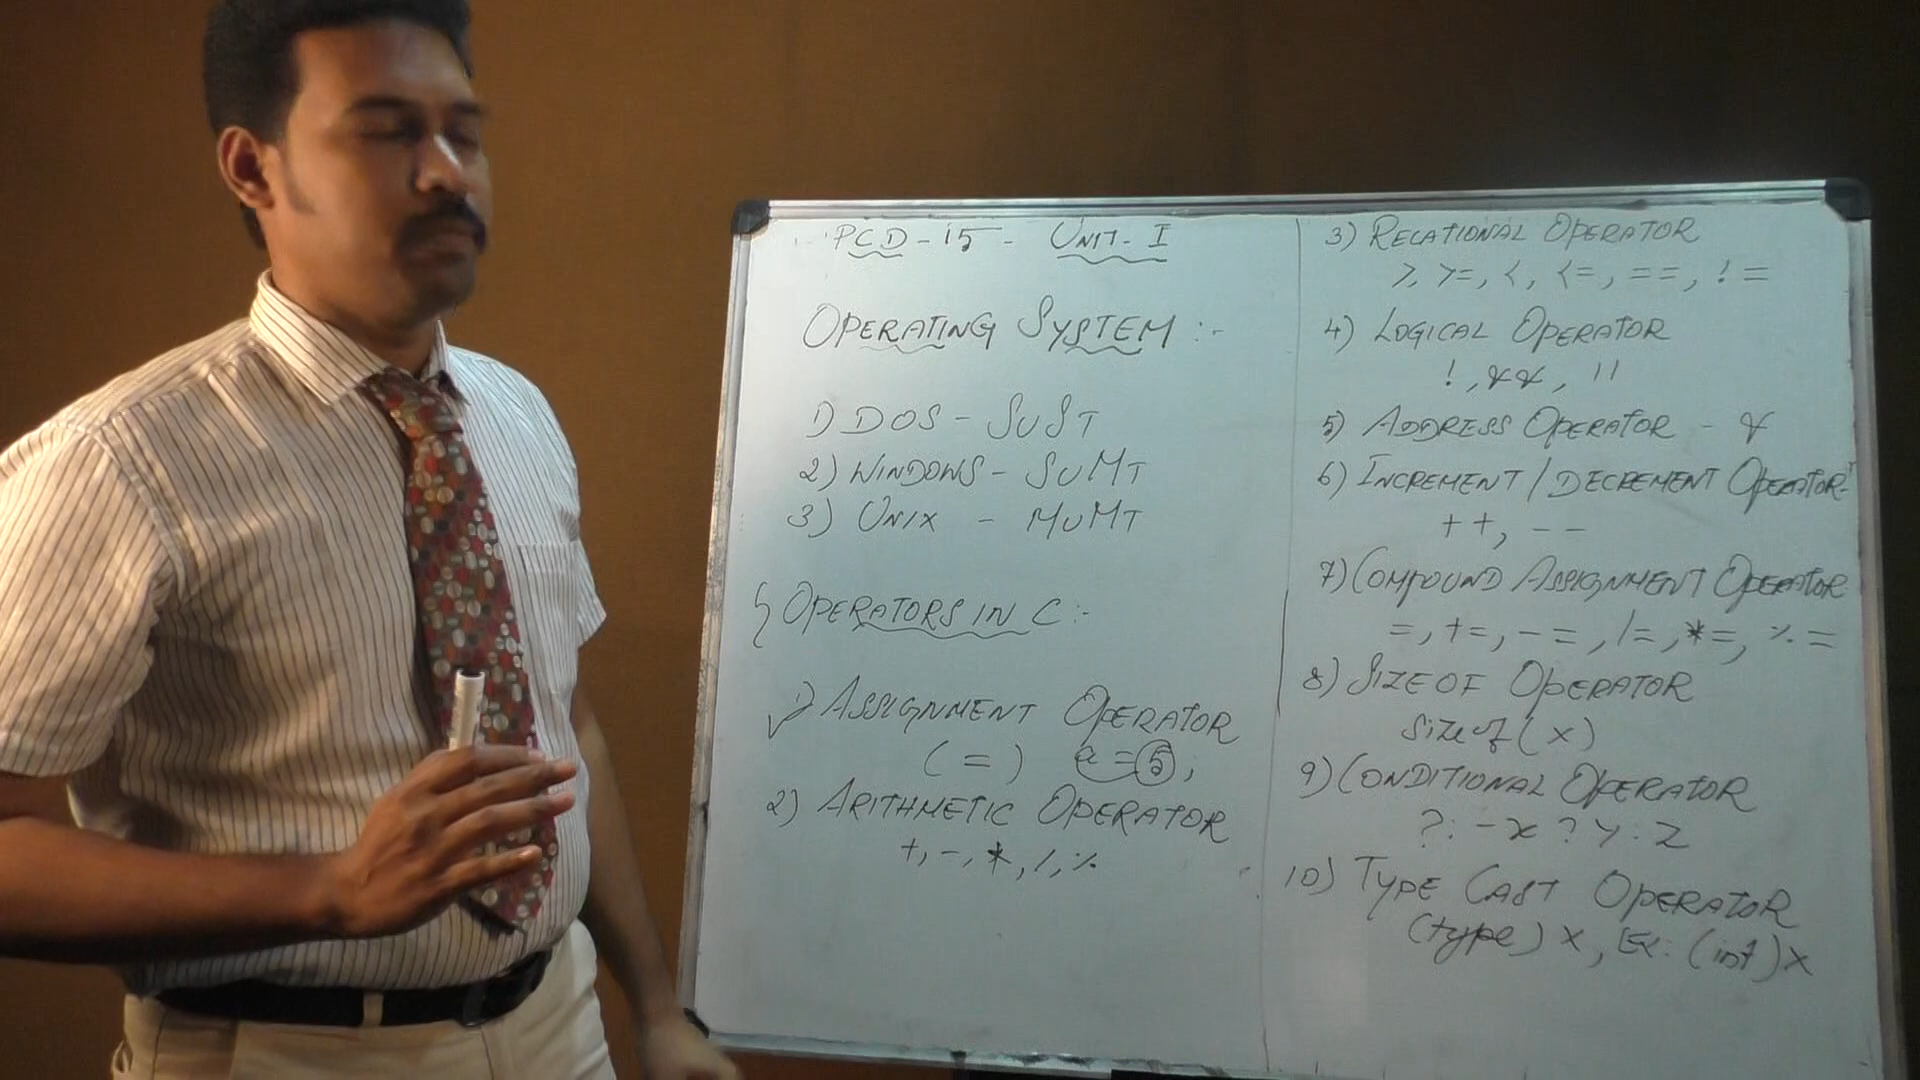 PCD-15- UNIT-I
OPERATING SYSTEM :-
1) DOS - SUST
2) WINDOWS - SUMT
3) UNIX - MUMT
OPERATORS IN C :-
1) ASSIGNMENT OPERATOR
( = ) a = 5 ;
2) ARITHMETIC OPERATOR
+, -, *, /, %
3) RELATIONAL OPERATOR
>, >=, <, <=, ==, !=
4) LOGICAL OPERATOR
!, &&, ||
5) ADDRESS OPERATOR - &
6) INCREMENT / DECREMENT OPERATOR
++, --
7) COMPOUND ASSIGNMENT OPERATOR
=, +=, -=, /=, *=, %=
8) SIZE OF OPERATOR
sizeof (x)
9) CONDITIONAL OPERATOR
?: - x ? y : z
10) TYPE CAST OPERATOR
(type) x, Ex: (int) x